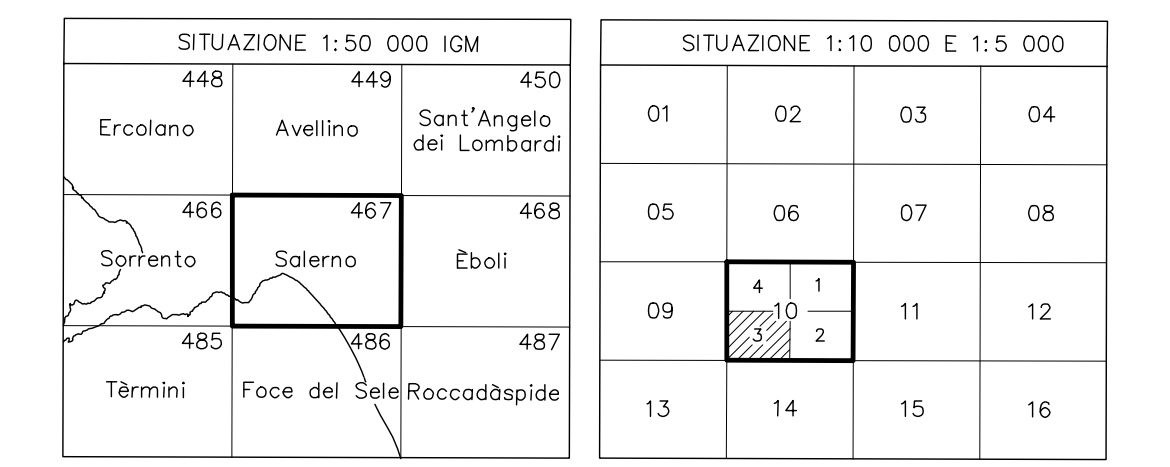 SITUAZIONE 1:50 000 IGM
448
Ercolano
449
Avellino
450
Sant'Angelo
dei Lombardi
466
Sorrento
467
Salerno
468
Èboli
485
Tèrmini
486
Foce del Sele
487
Roccadàspide
SITUAZIONE 1:10 000 E 1:5 000
01
02
03
04
05
06
07
08
09
4
1
10
3
2
11
12
13
14
15
16